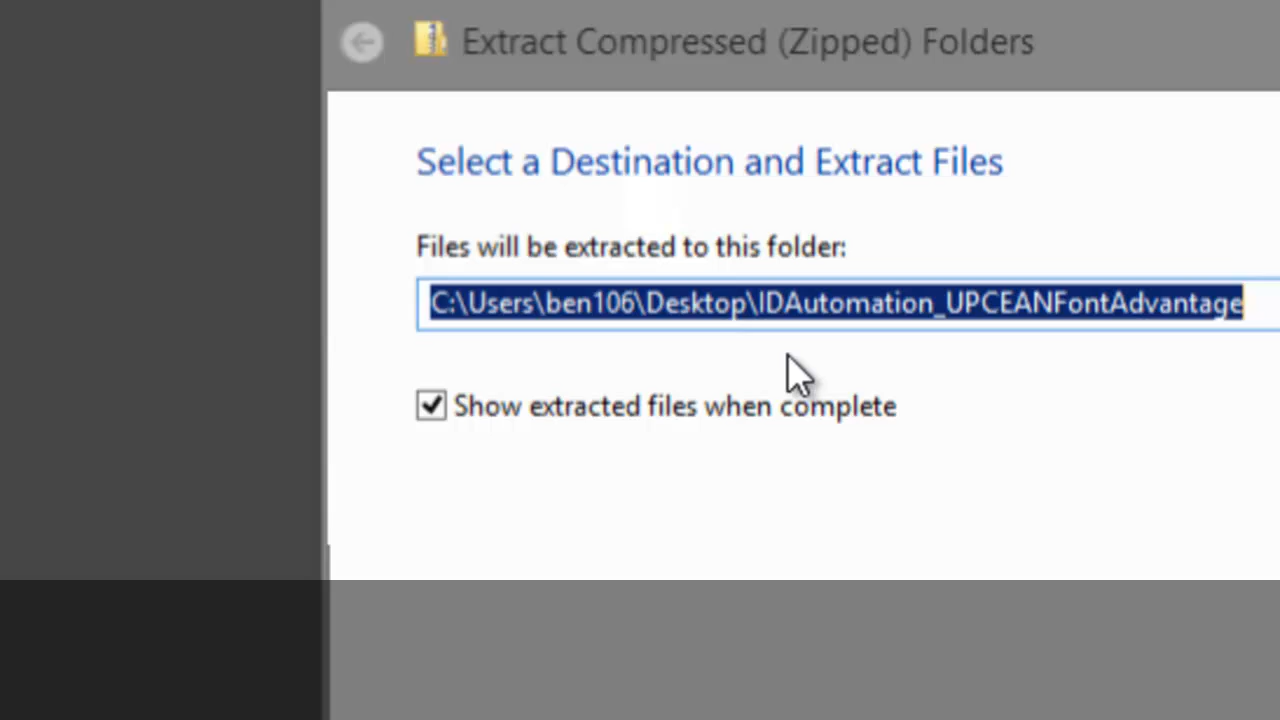 Extract Compressed (Zipped) Folders
Select a Destination and Extract Files
Files will be extracted to this folder:
C:\Users\ben106\Desktop\IDAutomation_UPCEANFontAdvantage
Show extracted files when complete